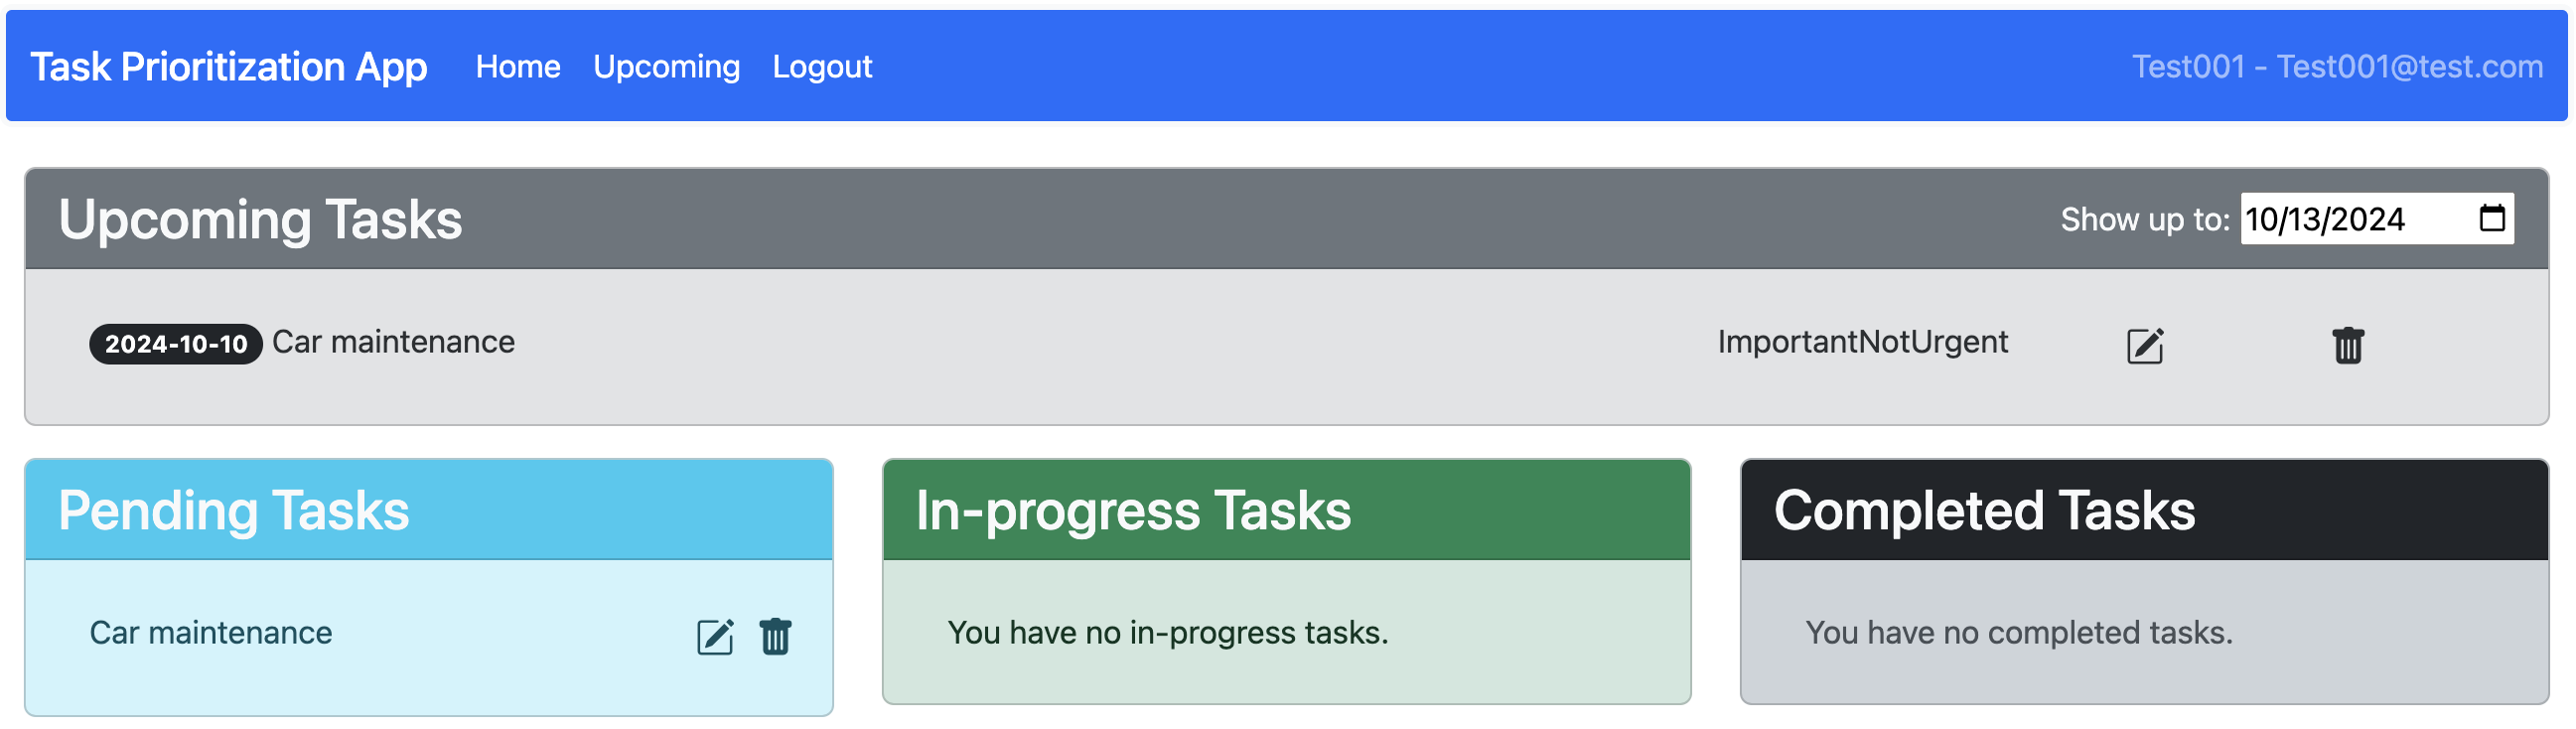 Task Prioritization App Home Upcoming Logout Test001 - Test001@test.com
Upcoming Tasks Show up to: 10/13/2024
2024-10-10 Car maintenance ImportantNotUrgent
Pending Tasks
Car maintenance
In-progress Tasks
You have no in-progress tasks.
Completed Tasks
You have no completed tasks.